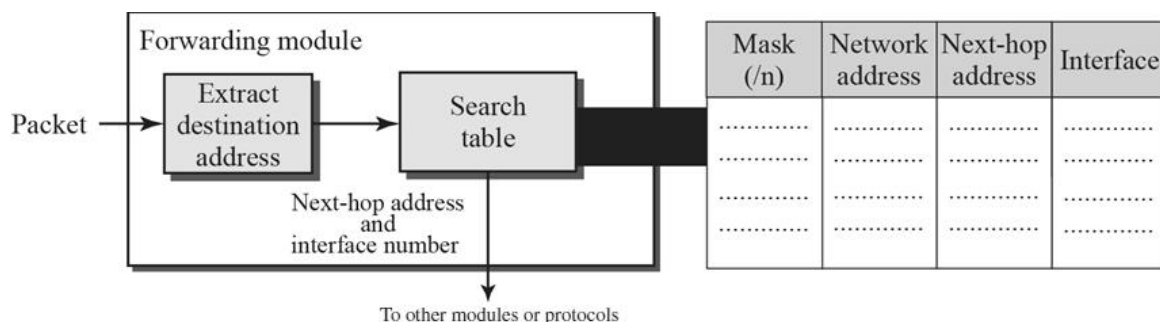 Forwarding module
Packet
Extract
destination
address
Search
table
Next-hop address
and
interface number
To other modules or protocols
Mask
(/n)
Network
address
Next-hop
address
Interface
............ ............ ............ ............
............ ............ ............ ............
............ ............ ............ ............
............ ............ ............ ............